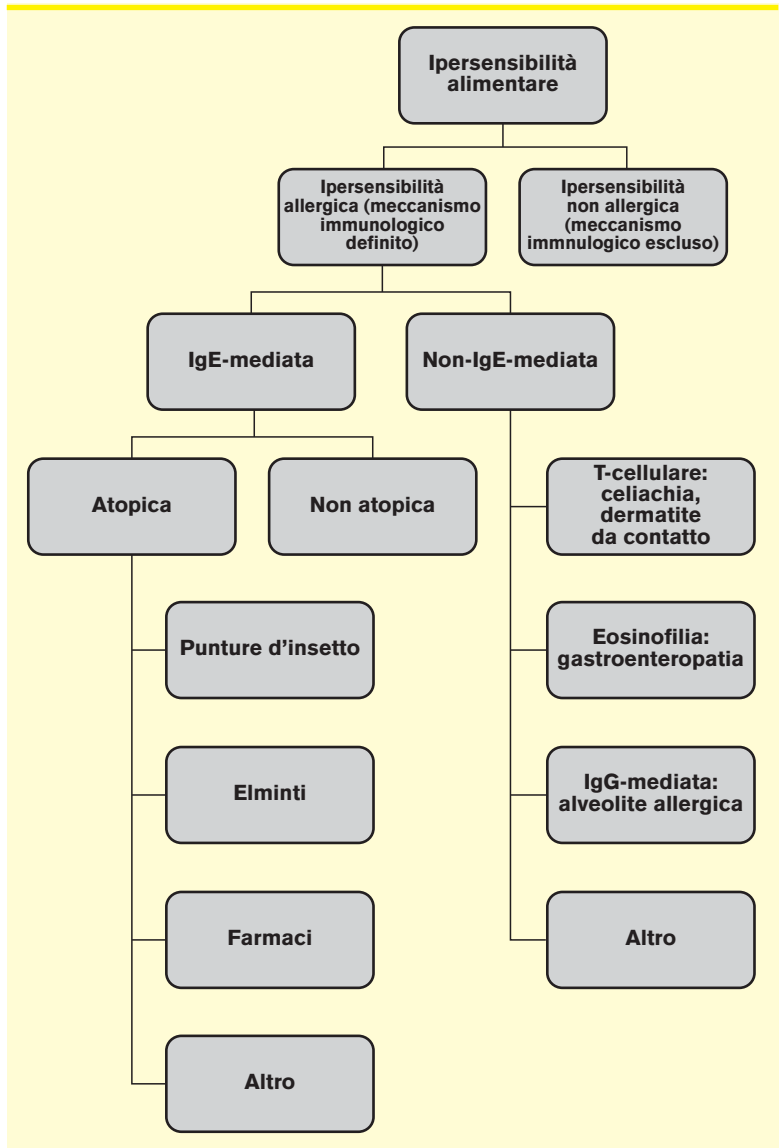 Ipersensibilità
alimentare
Ipersensibilità
allergica (meccanismo
immunologico
definito)
Ipersensibilità
non allergica
(meccanismo
immnulogico escluso)
IgE-mediata
Non-IgE-mediata
Atopica
Non atopica
T-cellulare:
celiachia,
dermatite
da contatto
Punture d’insetto
Eosinofilia:
gastroenteropatia
Elminti
IgG-mediata:
alveolite allergica
Farmaci
Altro
Altro